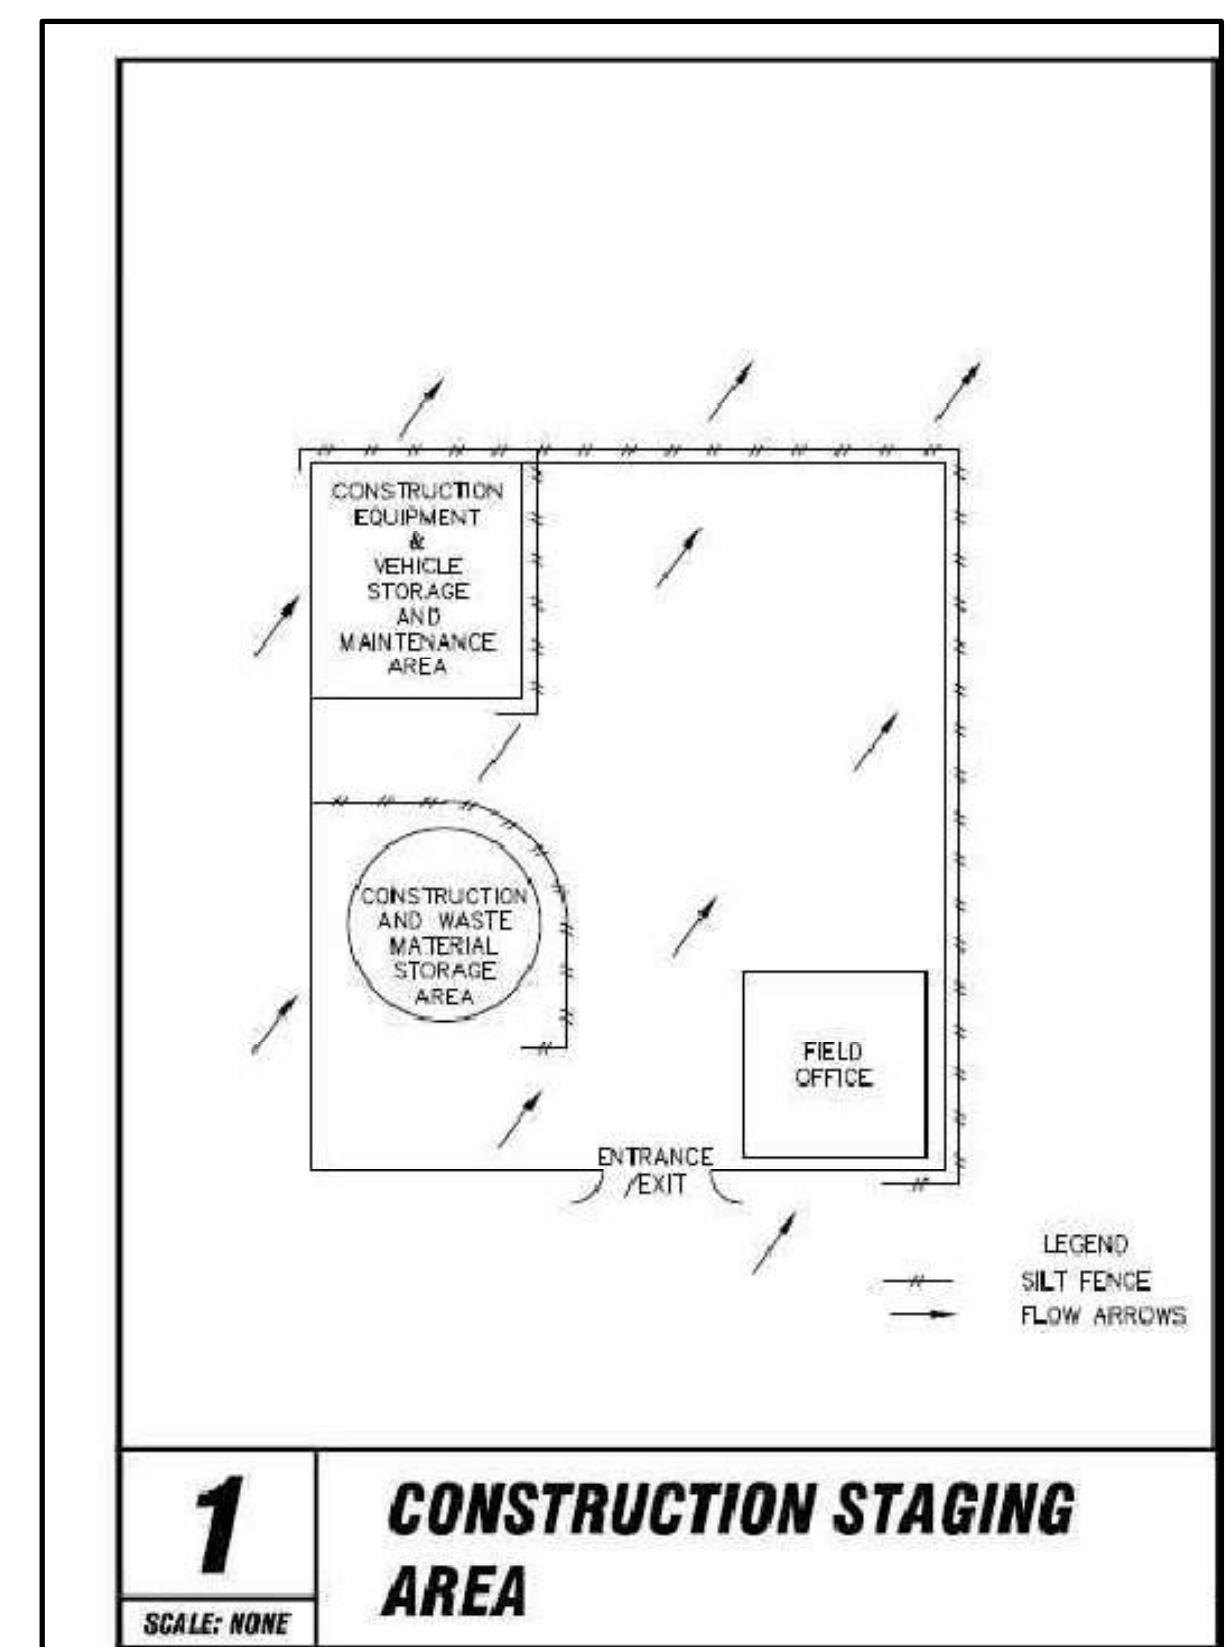 CONSTRUCTION
EQUIPMENT
&
VEHICLE
STORAGE
AND
MAINTENANCE
AREA
CONSTRUCTION
AND WASTE
MATERIAL
STORAGE
AREA
FIELD
OFFICE
ENTRANCE
/EXIT
LEGEND
SILT FENCE
FLOW ARROWS
1
SCALE: NONE
CONSTRUCTION STAGING
AREA